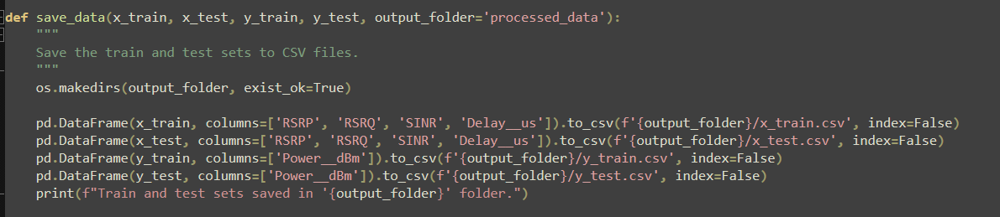 def save_data(x_train, x_test, y_train, y_test, output_folder='processed_data'):
    """
    Save the train and test sets to CSV files.
    """
    os.makedirs(output_folder, exist_ok=True)

    pd.DataFrame(x_train, columns=['RSRP', 'RSRQ', 'SINR', 'Delay__us']).to_csv(f'{output_folder}/x_train.csv', index=False)
    pd.DataFrame(x_test, columns=['RSRP', 'RSRQ', 'SINR', 'Delay__us']).to_csv(f'{output_folder}/x_test.csv', index=False)
    pd.DataFrame(y_train, columns=['Power__dBm']).to_csv(f'{output_folder}/y_train.csv', index=False)
    pd.DataFrame(y_test, columns=['Power__dBm']).to_csv(f'{output_folder}/y_test.csv', index=False)
    print(f"Train and test sets saved in '{output_folder}' folder.")